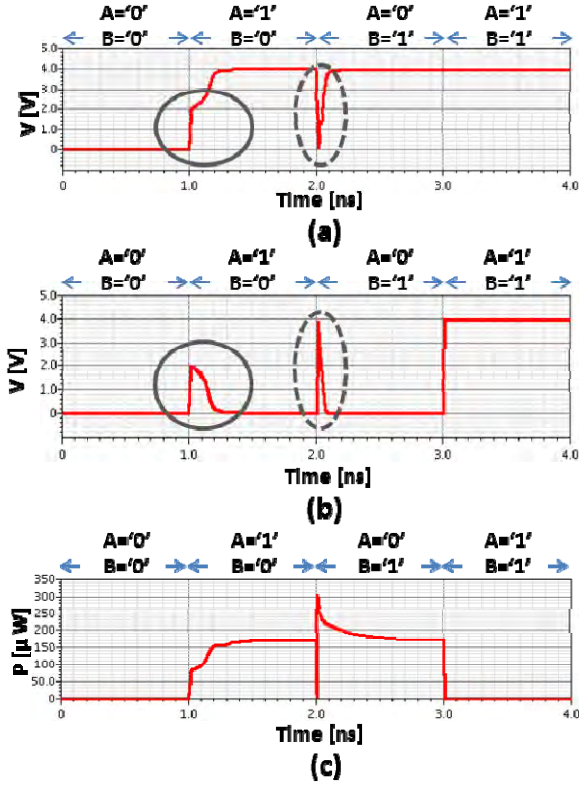 A='0' A='1' A='0' A='1'
B='0' B='0' B='1' B='1'
5.0
4.0
3.0
2.0
1.0
0
V [V]
0 1.0 2.0 3.0 4.0
Time [ns]
(a)
A='0' A='1' A='0' A='1'
B='0' B='0' B='1' B='1'
5.0
4.0
3.0
2.0
1.0
0
V [V]
0 1.0 2.0 3.0 4.0
Time [ns]
(b)
A='0' A='1' A='0' A='1'
B='0' B='0' B='1' B='1'
350
300
250
200
150
100
50.0
0
P [µ W]
0 1.0 2.0 3.0 4.0
Time [ns]
(c)